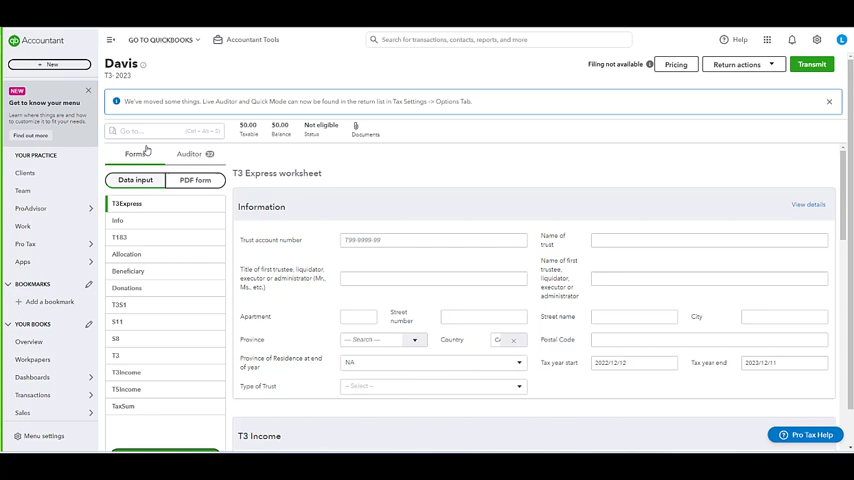 Accountant
GO TO QUICKBOOKS
Accountant Tools
Search for transactions, contacts, reports, and more
Help
L
+ New
Davis
T3· 2023
Filing not available
Pricing
Return actions
Transmit
NEW
Get to know your menu
Learn where things are and how to customize it to fit your needs.
Find out more
We've moved some things. Live Auditor and Quick Mode can now be found in the return list in Tax Settings -> Options Tab.
Go to... (Ctrl + Alt + S)
$0.00
Taxable
$0.00
Balance
Not eligible
Status
Documents
YOUR PRACTICE
Clients
Team
ProAdvisor
Work
Pro Tax
Apps
BOOKMARKS
+ Add a bookmark
YOUR BOOKS
Overview
Workpapers
Dashboards
Transactions
Sales
Menu settings
Forms
Auditor
Data input
PDF form
T3Express
Info
T183
Allocation
Beneficiary
Donations
T3S1
S11
S8
T3
T3Income
T5Income
TaxSum
T3 Express worksheet
Information
View details
Trust account number
T99-9999-99
Name of trust
Title of first trustee, liquidator, executor or administrator (Mr., Ms., etc.)
Name of first trustee, liquidator, executor or administrator
Apartment
Street number
Street name
City
Province
--- Search ---
Country
CA
Postal Code
Province of Residence at end of year
NA
Tax year start
2022/12/12
Tax year end
2023/12/11
Type of Trust
-- Select --
T3 Income
Pro Tax Help